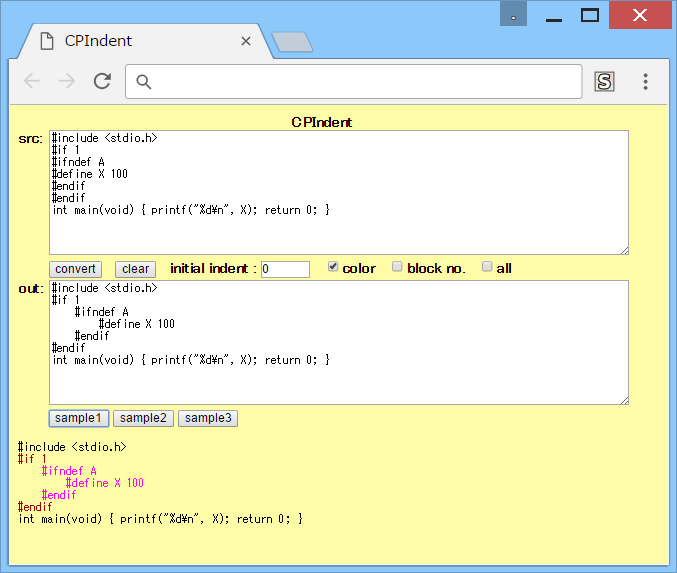 CPIndent
CPIndent
src:
#include <stdio.h>
#if 1
#ifndef A
#define X 100
#endif
#endif
int main(void) { printf("%d¥n", X); return 0; }
convert clear initial indent : 0 color block no. all
out:
#include <stdio.h>
#if 1
    #ifndef A
        #define X 100
    #endif
#endif
int main(void) { printf("%d¥n", X); return 0; }
sample1 sample2 sample3
#include <stdio.h>
#if 1
    #ifndef A
        #define X 100
    #endif
#endif
int main(void) { printf("%d¥n", X); return 0; }